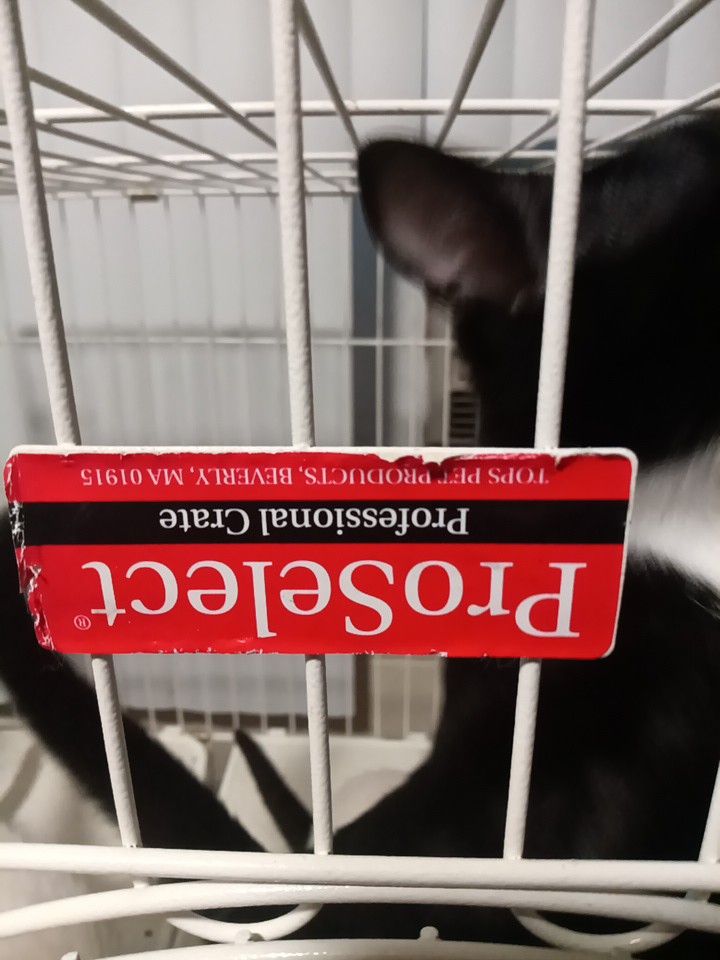 ProSelect®
Professional Crate
TOPS PET PRODUCTS, BEVERLY, MA 01915